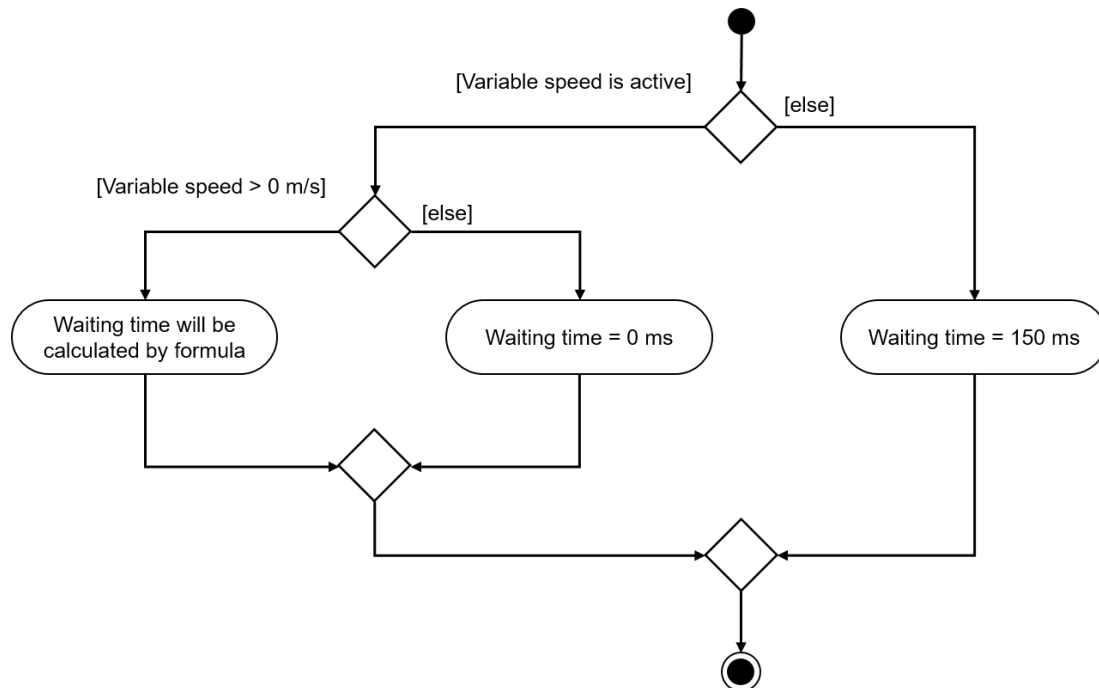 [Variable speed is active]
[else]
[Variable speed > 0 m/s]
[else]
Waiting time will be
calculated by formula
Waiting time = 0 ms
Waiting time = 150 ms